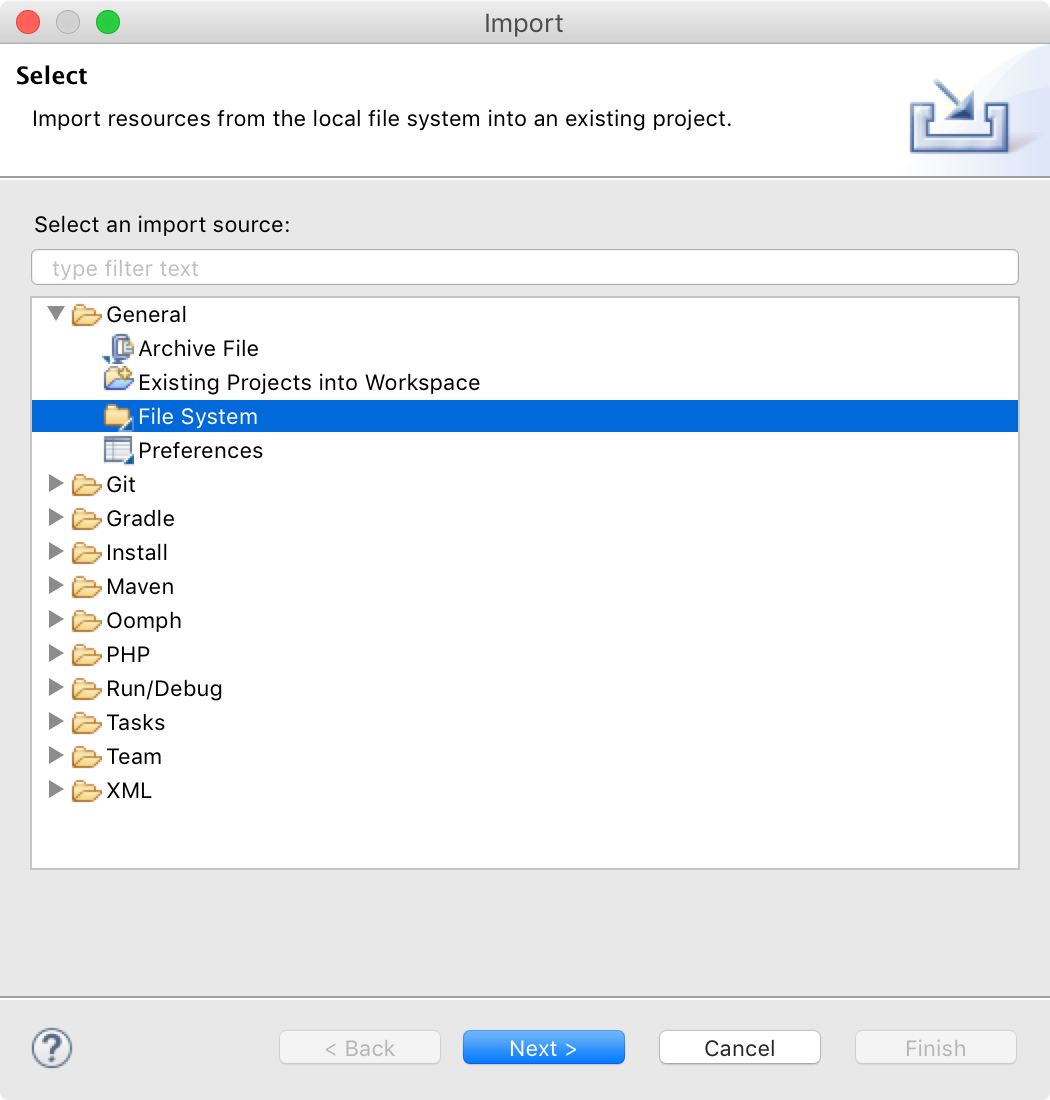 Import
Select
Import resources from the local file system into an existing project.
Select an import source:
type filter text
General
Archive File
Existing Projects into Workspace
File System
Preferences
Git
Gradle
Install
Maven
Oomph
PHP
Run/Debug
Tasks
Team
XML
? < Back Next > Cancel Finish